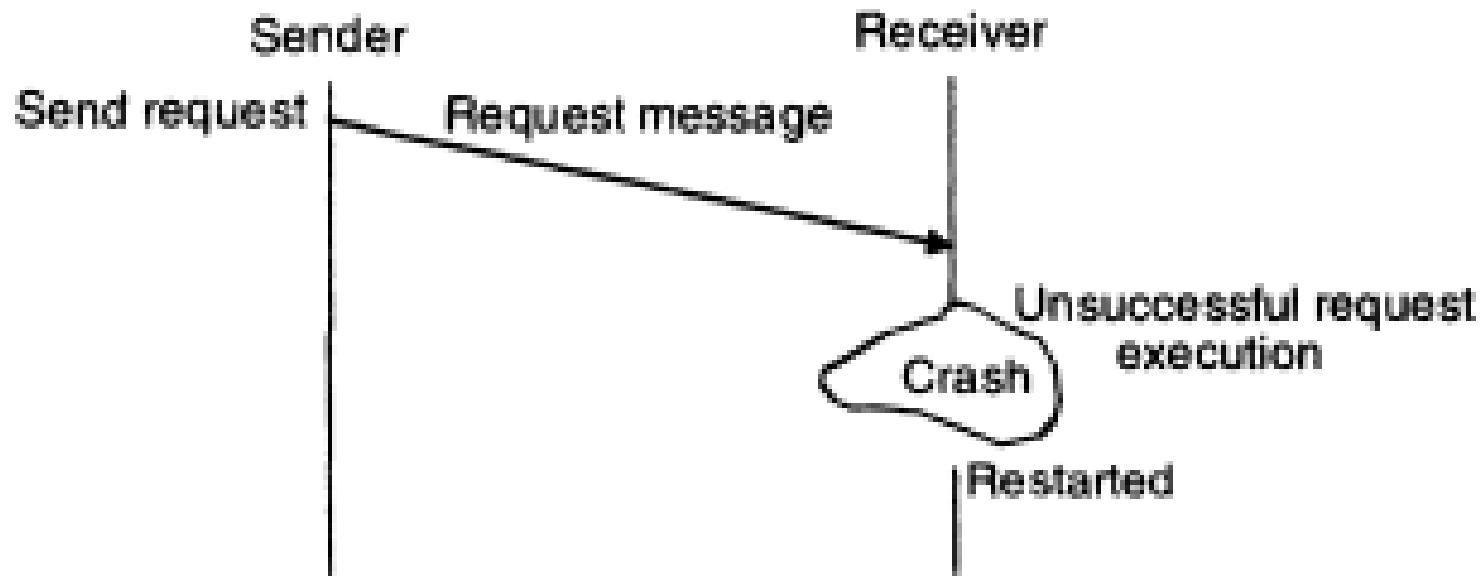 Sender
Receiver
Send request
Request message
Unsuccessful request
execution
Crash
Restarted